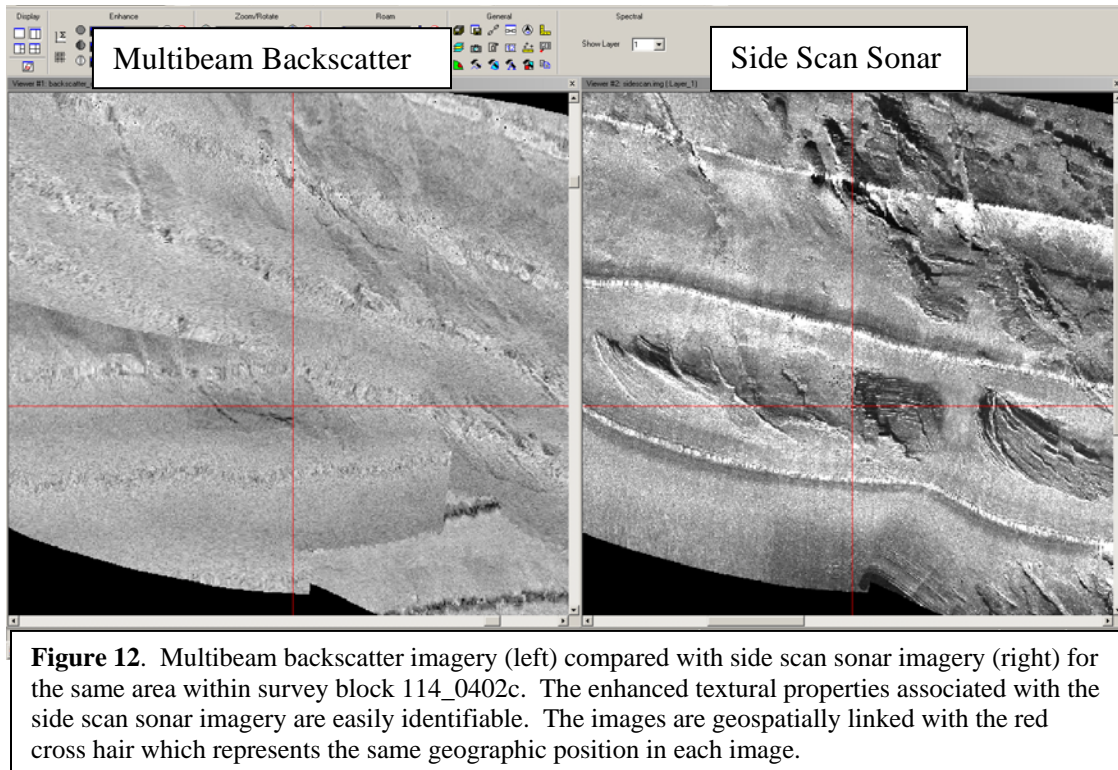 Display
Enhance
Zoom/Rotate
Roam
General
Spectral
Multibeam Backscatter
Show Layer 1
Side Scan Sonar
Viewer #1: backscatter_
Viewer #2: sidescan.img (Layer_1)
Figure 12. Multibeam backscatter imagery (left) compared with side scan sonar imagery (right) for
the same area within survey block 114_0402c. The enhanced textural properties associated with the
side scan sonar imagery are easily identifiable. The images are geospatially linked with the red
cross hair which represents the same geographic position in each image.